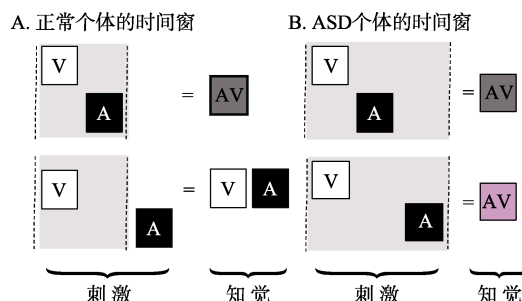 A. 正常个体的时间窗 B. ASD个体的时间窗
V V
A = AV A = AV
V = V A V = AV
A A
刺 激 知 觉 刺 激 知 觉